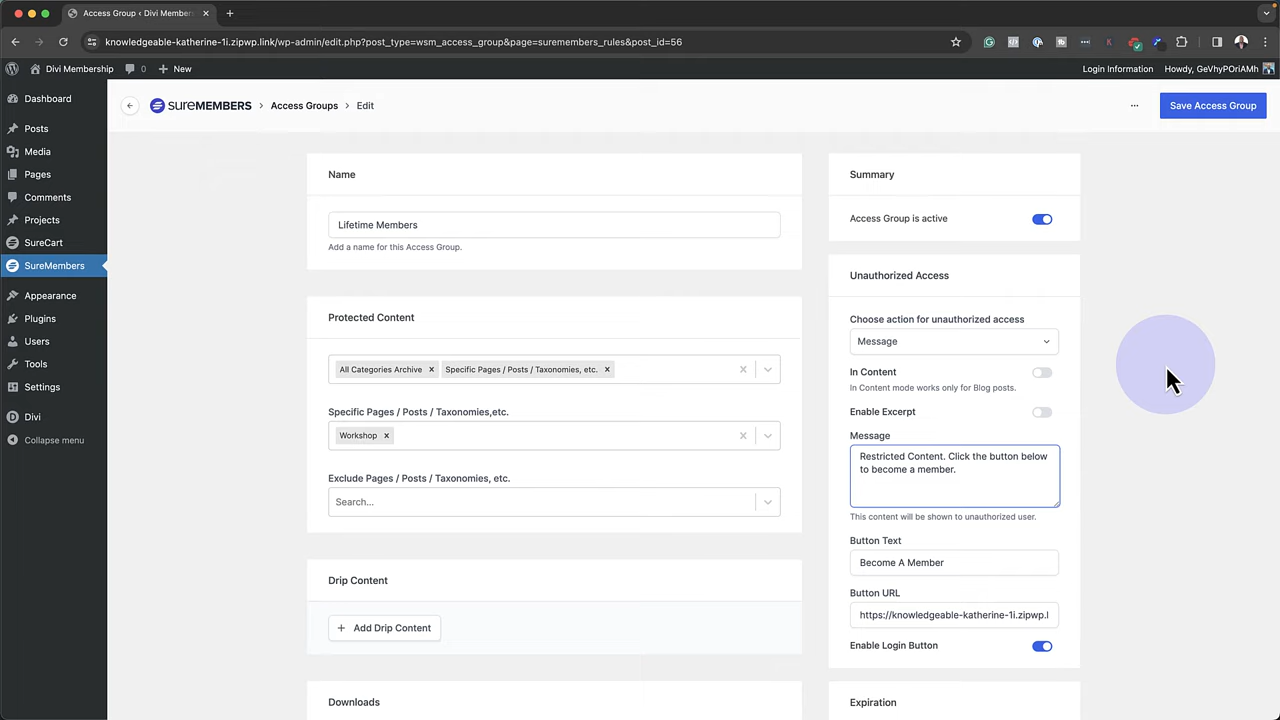 Access Group ‹ Divi Members
knowledgeable-katherine-1i.zipwp.link/wp-admin/edit.php?post_type=wsm_access_group&page=suremembers_rules&post_id=56
Divi Membership
0
+ New
Login Information
Howdy, GeVhyPOriAMh
Dashboard
Posts
Media
Pages
Comments
Projects
SureCart
SureMembers
Appearance
Plugins
Users
Tools
Settings
Divi
Collapse menu
SUREMEMBERS > Access Groups > Edit
...
Save Access Group
Name
Lifetime Members
Add a name for this Access Group.
Protected Content
All Categories Archive
Specific Pages / Posts / Taxonomies, etc.
Specific Pages / Posts / Taxonomies,etc.
Workshop
Exclude Pages / Posts / Taxonomies, etc.
Search...
Drip Content
+ Add Drip Content
Downloads
Summary
Access Group is active
Unauthorized Access
Choose action for unauthorized access
Message
In Content
In Content mode works only for Blog posts.
Enable Excerpt
Message
Restricted Content. Click the button below
to become a member.
This content will be shown to unauthorized user.
Button Text
Become A Member
Button URL
https://knowledgeable-katherine-1i.zipwp.l
Enable Login Button
Expiration